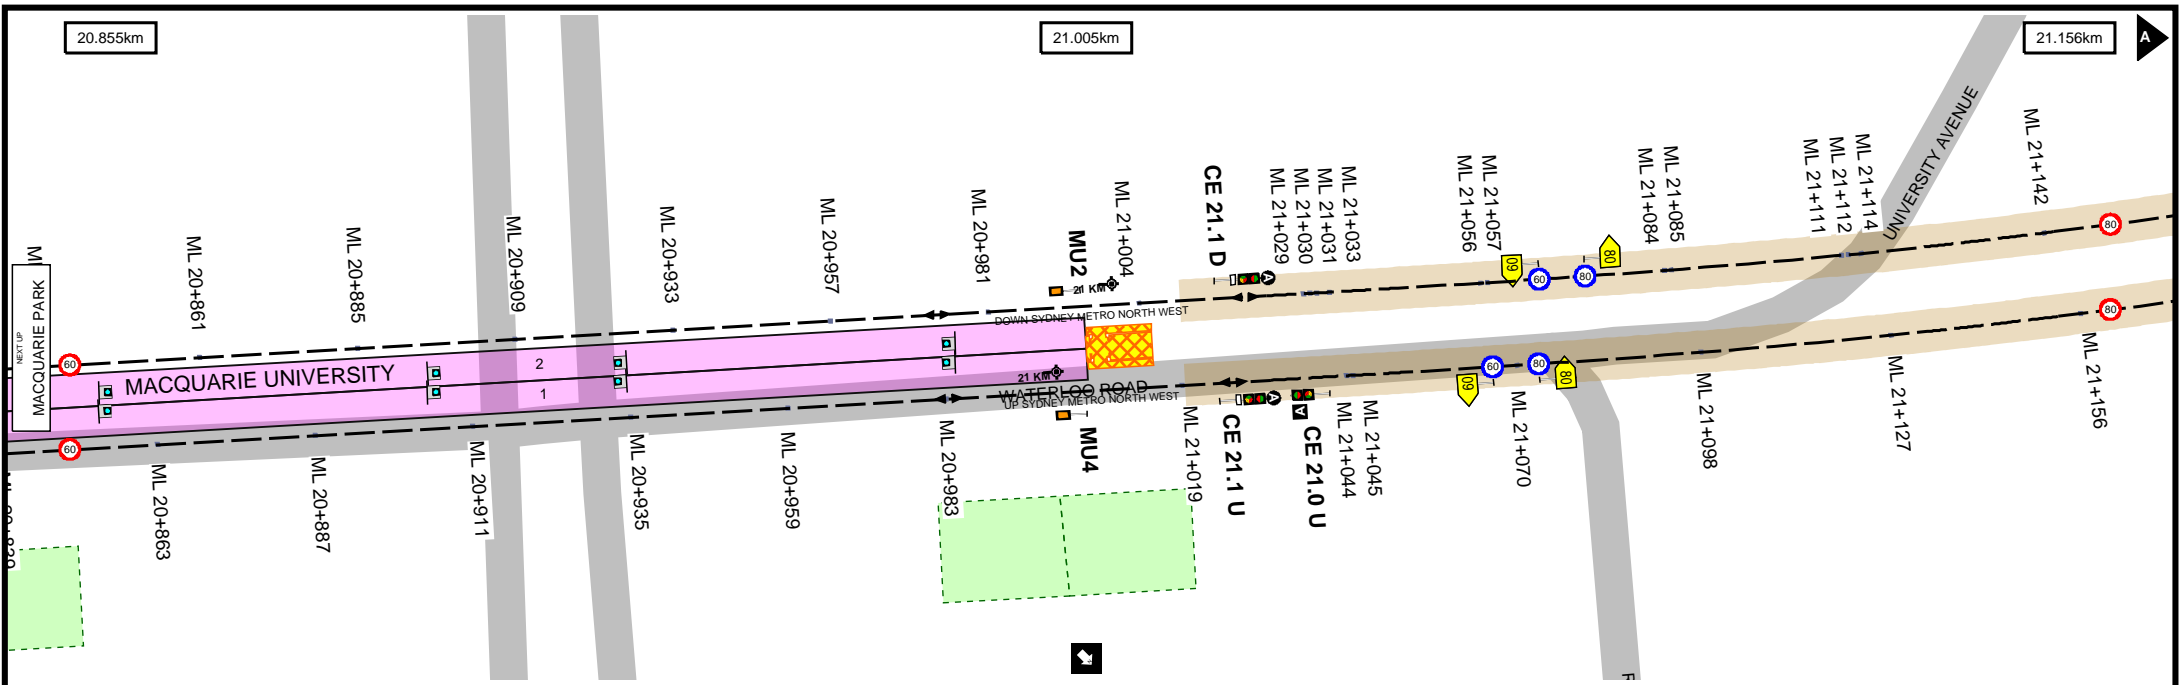 20.855km
21.005km
21.156km
A
UNIVERSITY AVENUE
ML 20+861
ML 20+885
ML 20+909
ML 20+933
ML 20+957
ML 20+981
MU2
ML 21+004
CE 21.1 D
ML 21+029
ML 21+030
ML 21+031
ML 21+033
ML 21+056
ML 21+057
ML 21+084
ML 21+085
ML 21+111
ML 21+112
ML 21+114
ML 21+142
NEXT UP
MACQUARIE PARK
60
60
MACQUARIE UNIVERSITY
2
1
21 KM
DOWN SYDNEY METRO NORTH WEST
A
60
60
80
80
80
21 KM
WATERLOO ROAD
UP SYDNEY METRO NORTH WEST
A
A
60
60
80
80
80
ML 20+863
ML 20+887
ML 20+911
ML 20+935
ML 20+959
ML 20+983
MU4
ML 21+019
CE 21.1 U
CE 21.0 U
ML 21+044
ML 21+045
ML 21+070
ML 21+098
ML 21+127
ML 21+156